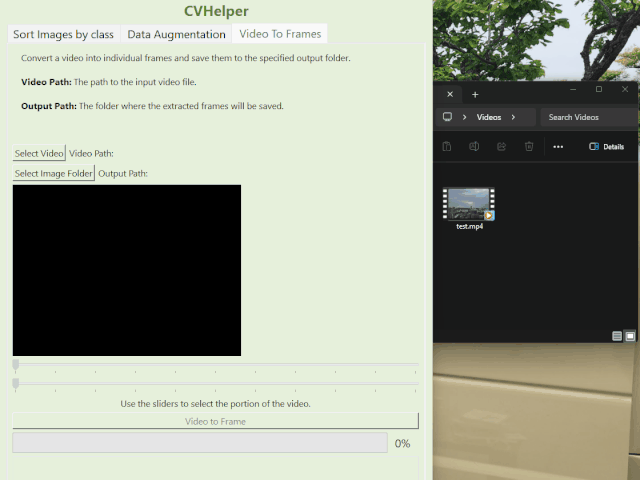 CVHelper
Sort Images by class
Data Augmentation
Video To Frames
Convert a video into individual frames and save them to the specified output folder.
Video Path: The path to the input video file.
Output Path: The folder where the extracted frames will be saved.
Select Video
Video Path:
Select Image Folder
Output Path:
Use the sliders to select the portion of the video.
Video to Frame
0%
Videos
Search Videos
Details
test.mp4